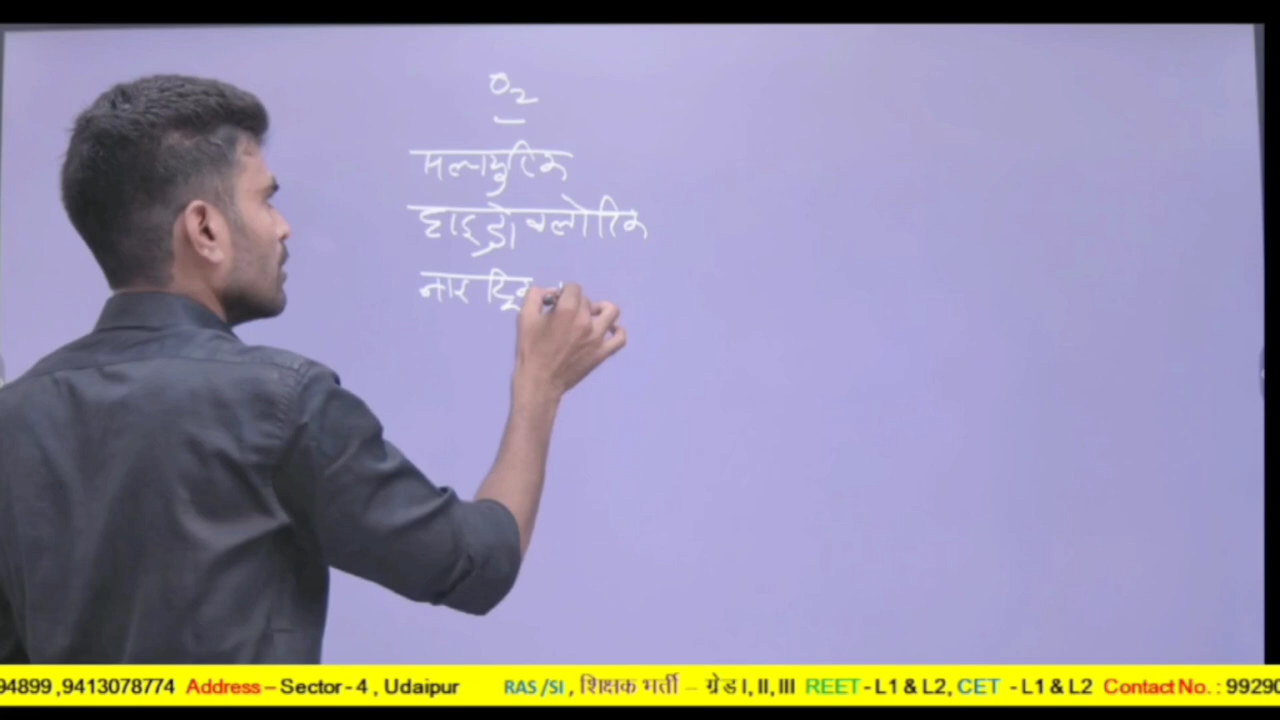 O2
सल्फ्युरिक
हाइड्रोक्लोरिक
94899 ,9413078774 Address – Sector - 4 , Udaipur RAS /SI , शिक्षक भर्ती – ग्रेड I, II, III REET - L1 & L2, CET - L1 & L2 Contact No. : 99290